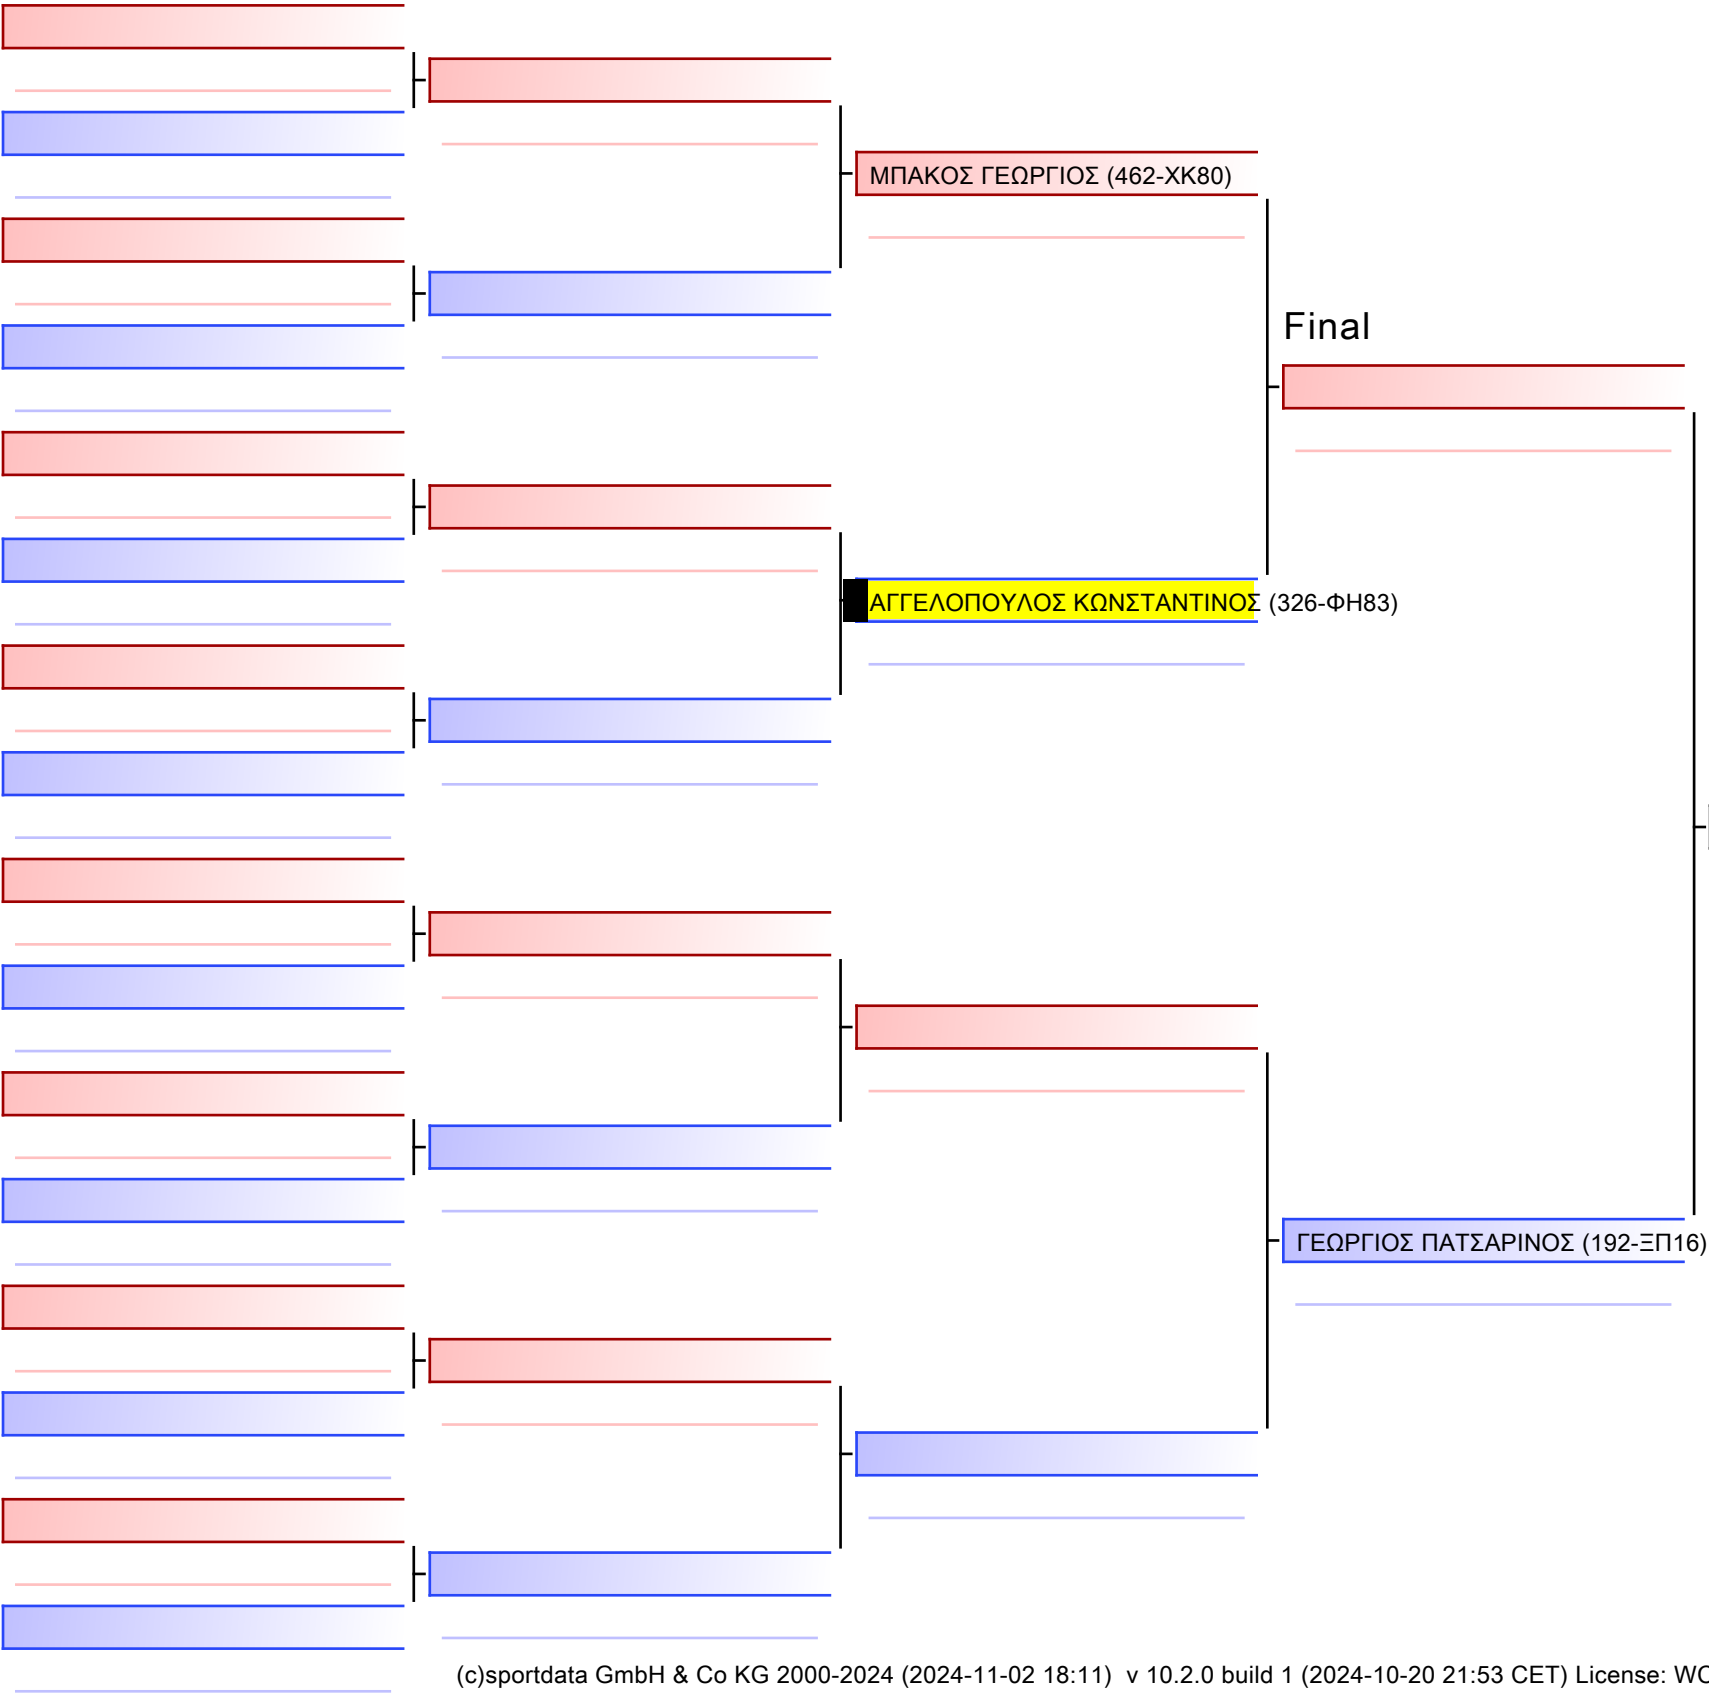 ΜΠΑΚΟΣ ΓΕΩΡΓΙΟΣ (462-ΧΚ80)
Final
ΑΓΓΕΛΟΠΟΥΛΟΣ ΚΩΝΣΤΑΝΤΙΝΟΣ (326-ΦΗ83)
ΓΕΩΡΓΙΟΣ ΠΑΤΣΑΡΙΝΟΣ (192-ΞΠ16)
(c)sportdata GmbH & Co KG 2000-2024 (2024-11-02 18:11) v 10.2.0 build 1 (2024-10-20 21:53 CET) License: